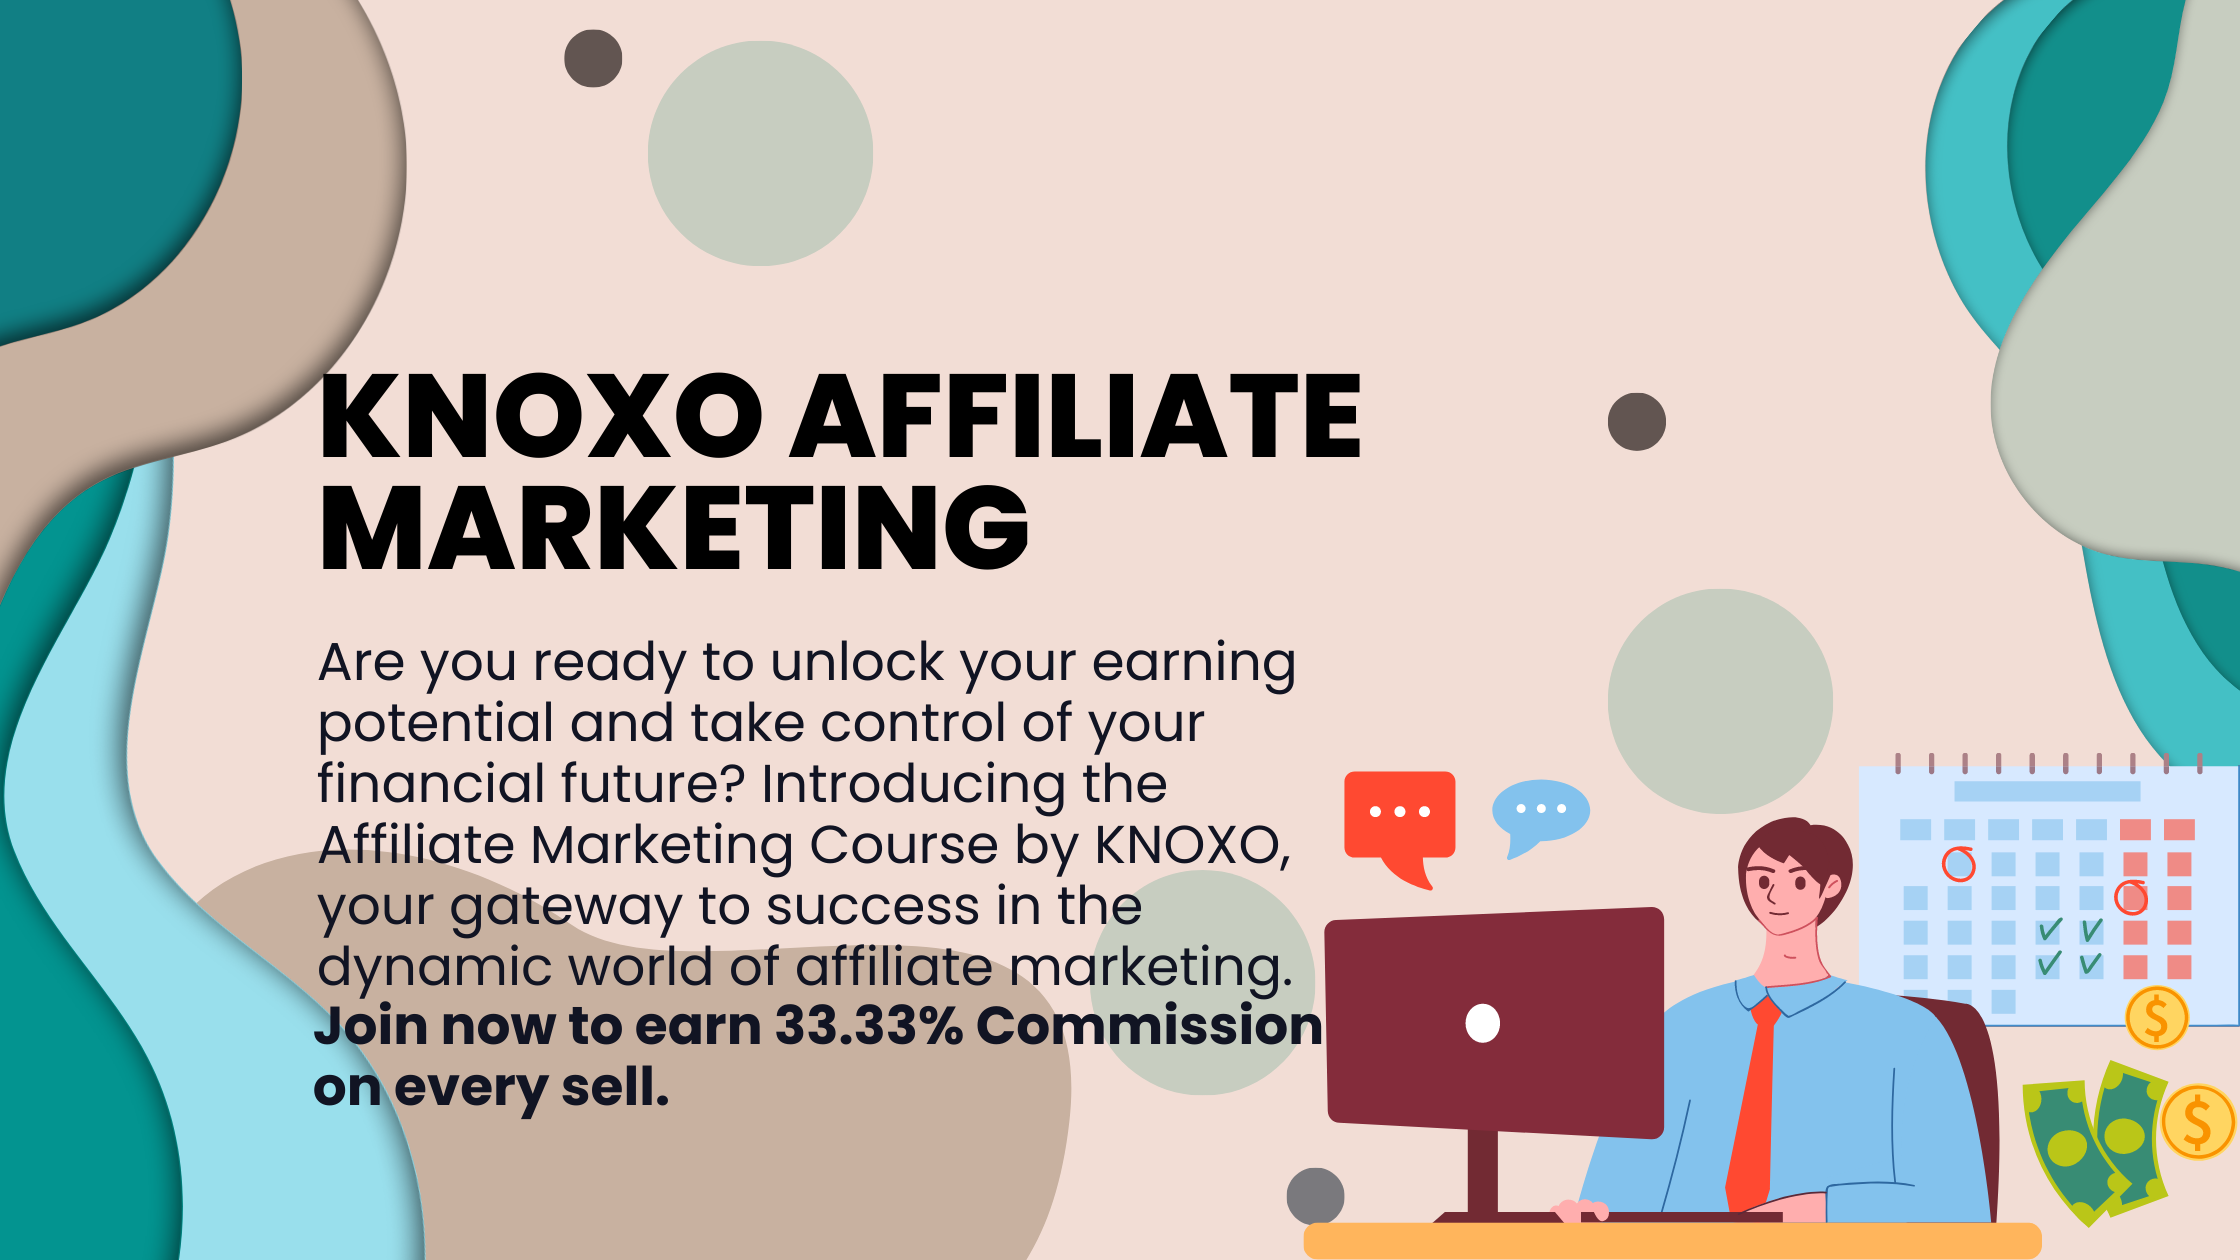 KNOXO AFFILIATE
MARKETING
Are you ready to unlock your earning
potential and take control of your
financial future? Introducing the
Affiliate Marketing Course by KNOXO,
your gateway to success in the
dynamic world of affiliate marketing.
Join now to earn 33.33% Commission
on every sell.